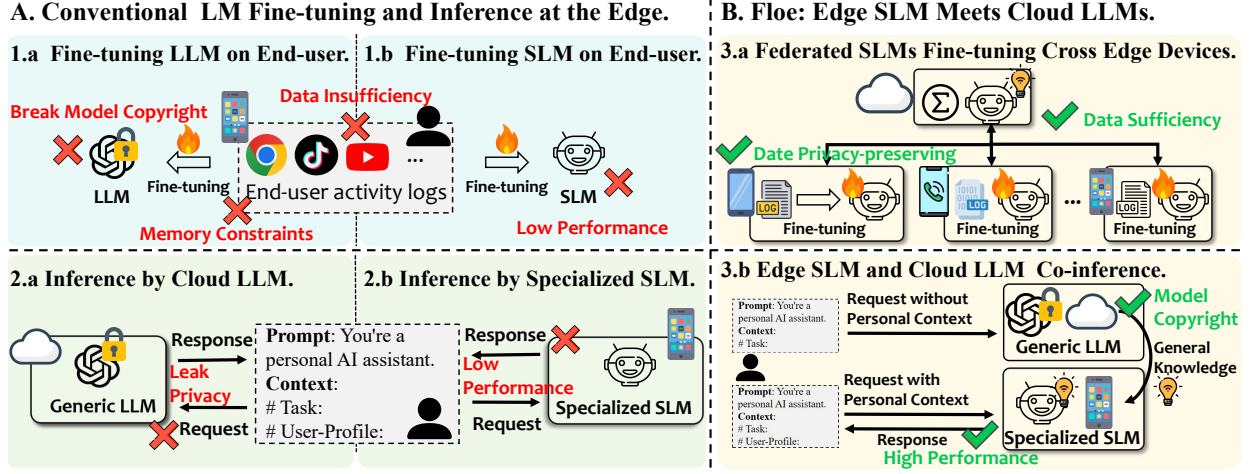 A. Conventional LM Fine-tuning and Inference at the Edge.
1.a Fine-tuning LLM on End-user.
1.b Fine-tuning SLM on End-user.
Break Model Copyright
Data Insufficiency
LLM
Fine-tuning
...
End-user activity logs
Fine-tuning
SLM
Memory Constraints
Low Performance
2.a Inference by Cloud LLM.
2.b Inference by Specialized SLM.
Response
Leak
Privacy
Generic LLM
Request
Prompt: You're a
personal AI assistant.
Context:
# Task:
# User-Profile:
Response
Low
Performance
Request
Specialized SLM
B. Floe: Edge SLM Meets Cloud LLMs.
3.a Federated SLMs Fine-tuning Cross Edge Devices.
Σ
Data Sufficiency
Date Privacy-preserving
LOG
Fine-tuning
LOG
Fine-tuning
...
LOG
Fine-tuning
3.b Edge SLM and Cloud LLM Co-inference.
Prompt: You're a
personal AI assistant.
Context:
# Task:
Request without
Personal Context
Generic LLM
Model
Copyright
General
Knowledge
Prompt: You're a
personal AI assistant.
Context:
# Task:
# User-Profile:
Request with
Personal Context
Response
High Performance
Specialized SLM